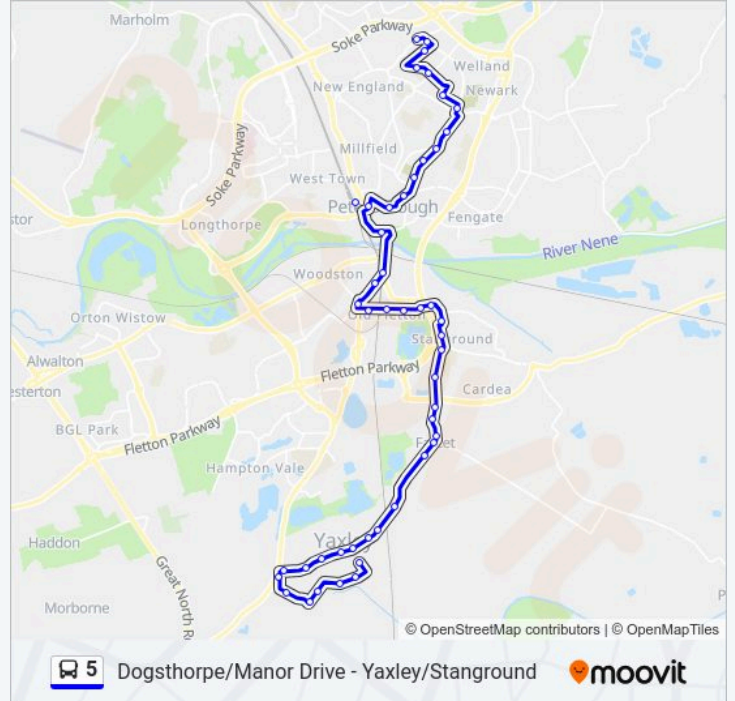 Marholm
Soke Parkway
Welland
New England
Newark
Millfield
Soke Parkway
West Town
stor
Longthorpe
Fengate
River Nene
Woodston
Orton Wistow
Alwalton
esterton
Fletton Parkway
Cardea
BGL Park
Fletton Parkway
Hampton Vale
Haddon
Great North R
Morborne
P
© OpenStreetMap contributors | © OpenMapTiles
5 Dogsthorpe/Manor Drive - Yaxley/Stanground
moovit